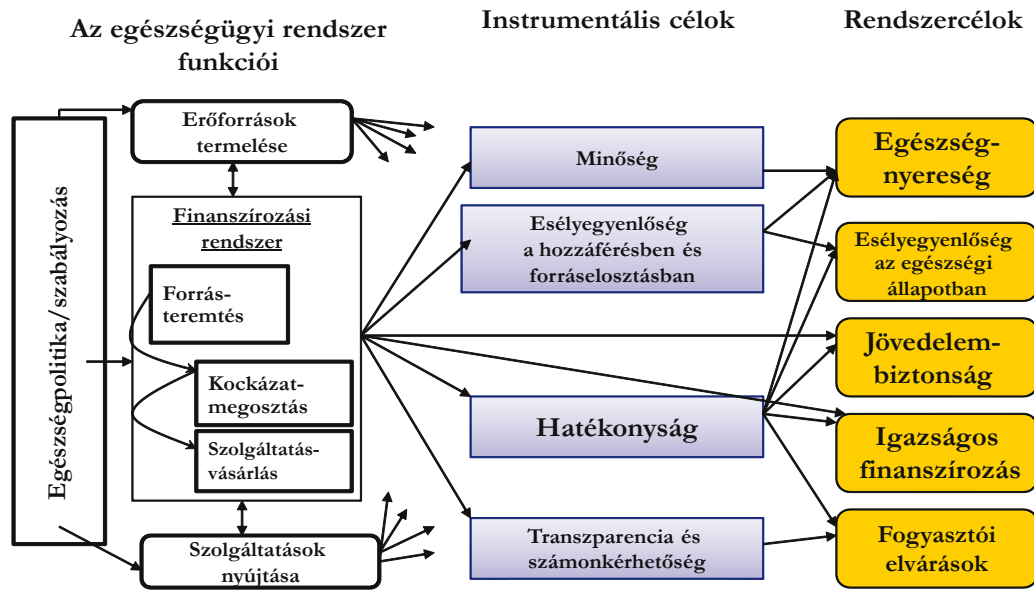 Az egészségügyi rendszer
funkciói
Instrumentális célok
Rendszercélok
Egészségpolitika/szabályozás
Erőforrások
termelése
Finanszírozási
rendszer
Forrás-
teremtés
Kockázat-
megosztás
Szolgáltatás-
vásárlás
Szolgáltatások
nyújtása
Minőség
Esélyegyenlőség
a hozzáférésben és
forráselosztásban
Hatékonyság
Transzparencia és
számonkérhetőség
Egészség-
nyereség
Esélyegyenlőség
az egészségi
állapotban
Jövedelem-
biztonság
Igazságos
finanszírozás
Fogyasztói
elvárások